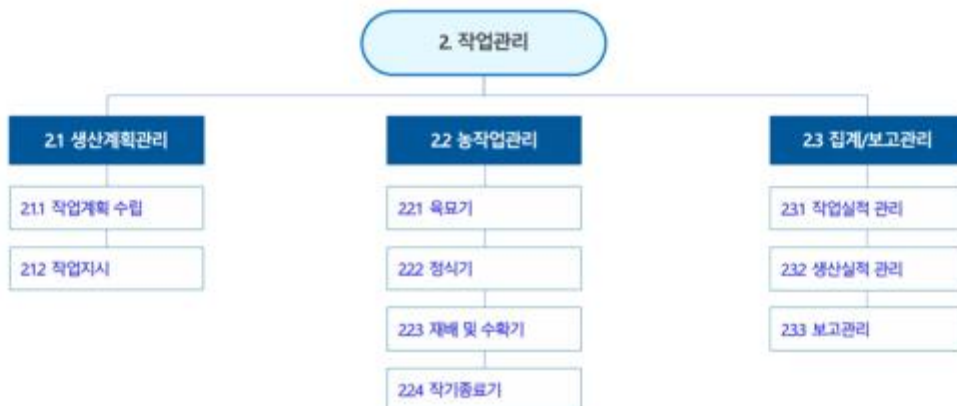 2. 작업관리
2.1 생산계획관리
2.1.1 작업계획 수립
2.1.2 작업지시
2.2 농작업관리
2.2.1 육묘기
2.2.2 정식기
2.2.3 재배 및 수확기
2.2.4 작기종료기
2.3 집계/보고관리
2.3.1 작업실적 관리
2.3.2 생산실적 관리
2.3.3 보고관리